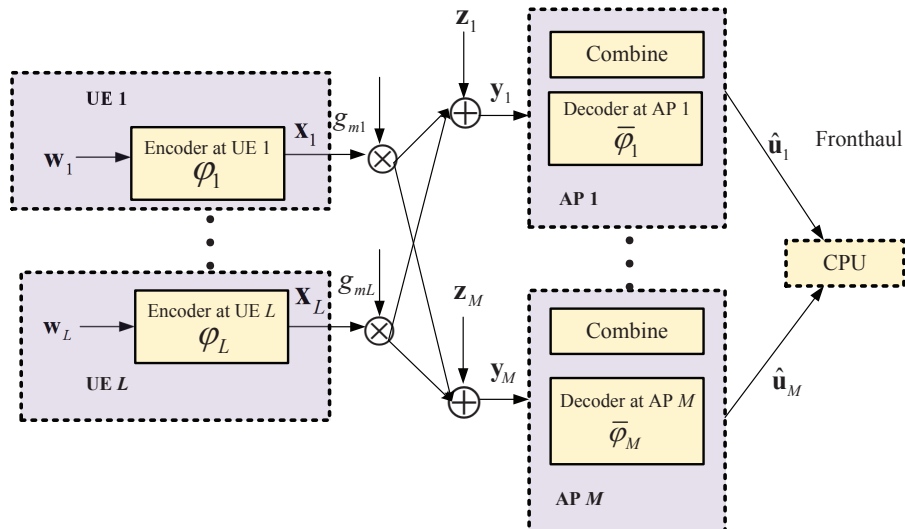 UE 1
w1
Encoder at UE 1
φ1
x1
gm1
z1
y1
Combine
Decoder at AP 1
φ̅1
AP 1
û1
Fronthaul
CPU
wL
Encoder at UE L
φL
UE L
xL
gmL
zM
yM
Combine
Decoder at AP M
φ̅M
AP M
ûM